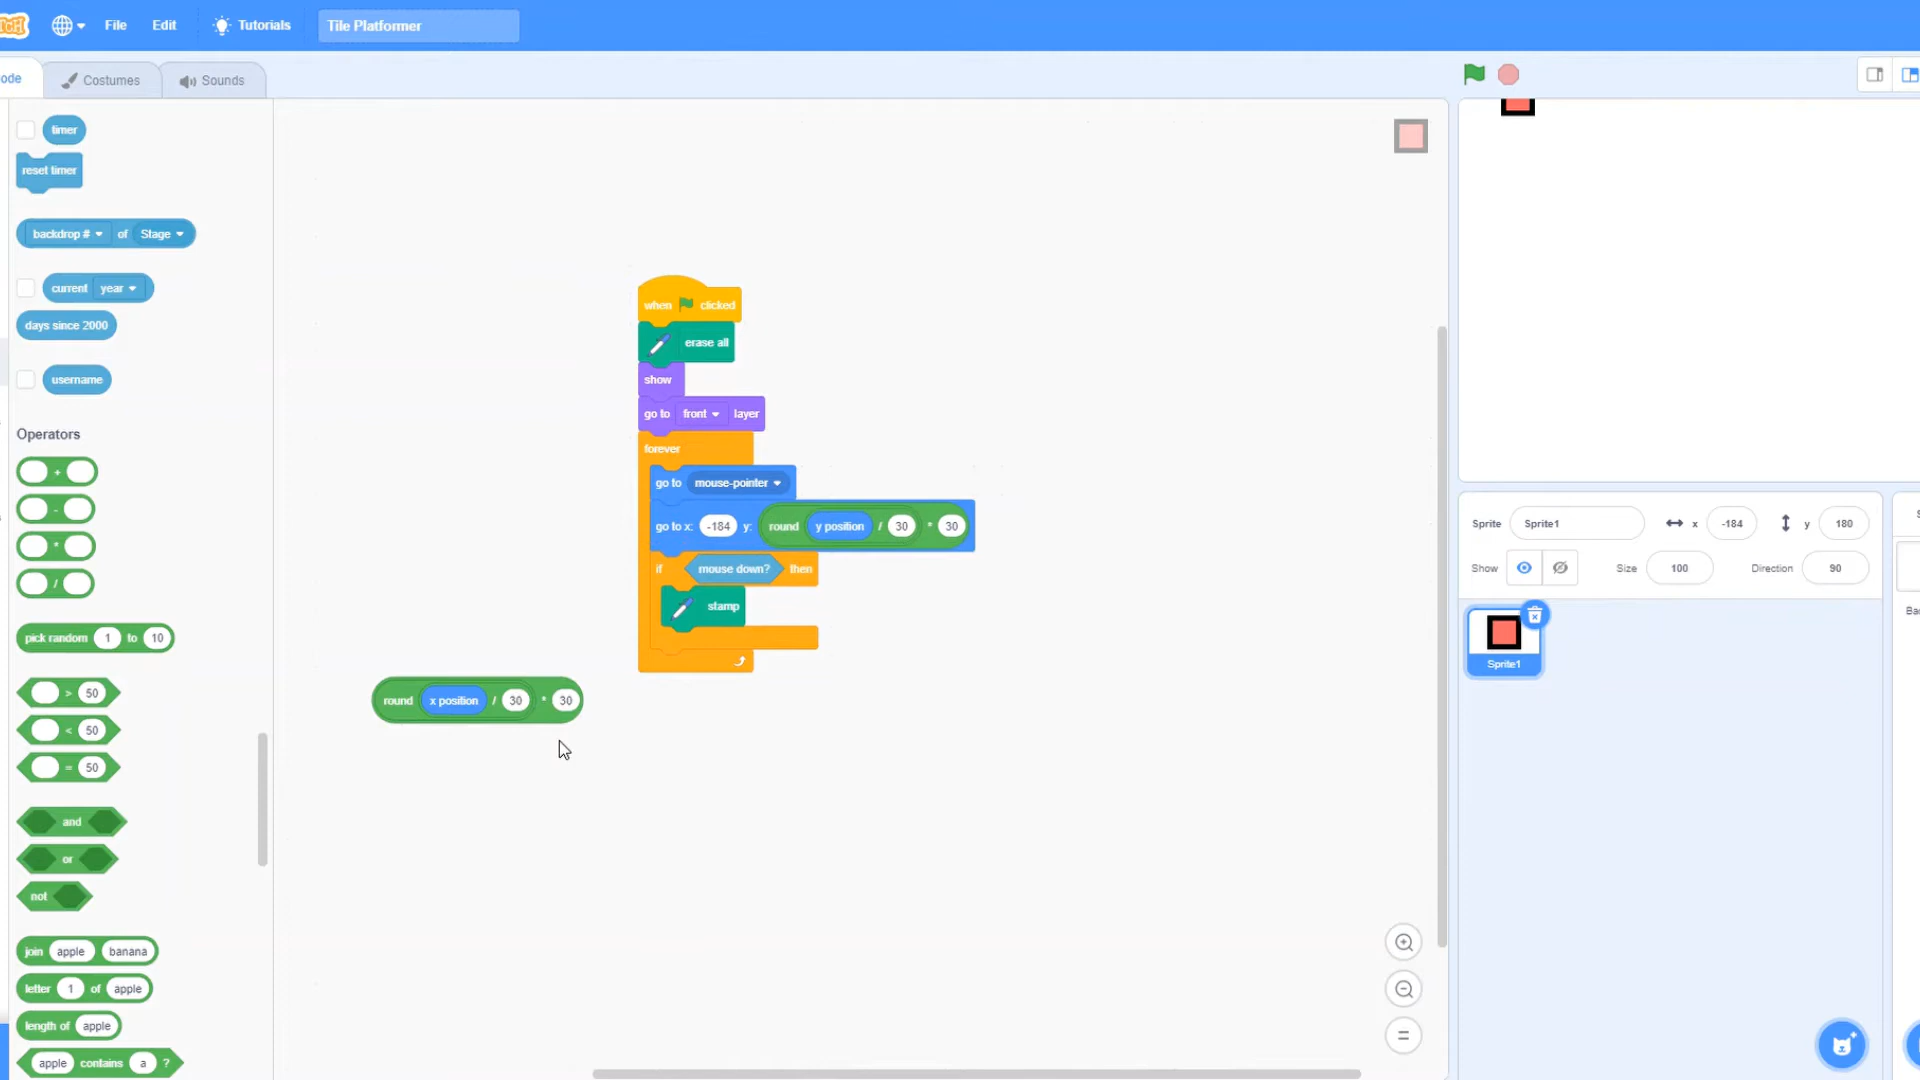 File Edit Tutorials Tile Platformer
ode Costumes Sounds
timer
reset timer
backdrop # of Stage
current year
days since 2000
username
Operators
+
-
*
/
pick random 1 to 10
> 50
< 50
= 50
and
or
not
join apple banana
letter 1 of apple
length of apple
apple contains a ?
when clicked
erase all
show
go to front layer
forever
go to mouse-pointer
go to x: -184 y: round y position / 30 * 30
if mouse down? then
stamp
round x position / 30 * 30
Sprite Sprite1 x -184 y 180
Show Size 100 Direction 90
Sprite1